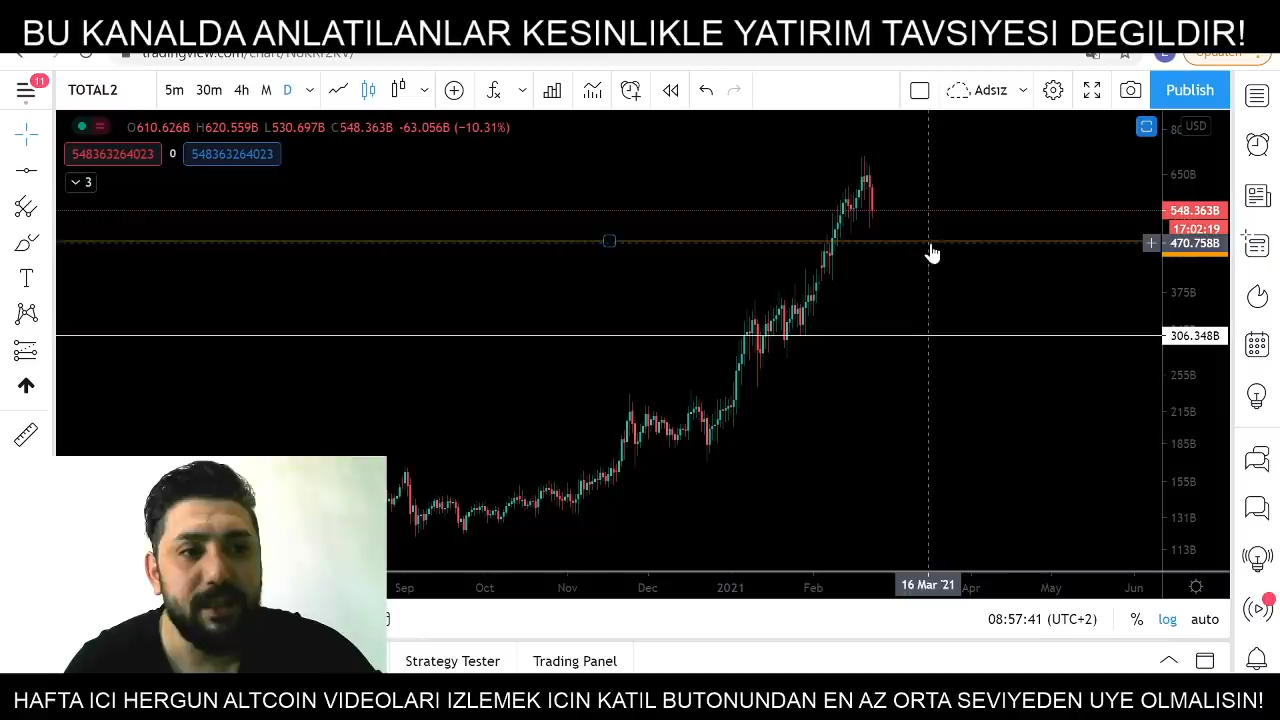 BU KANALDA ANLATILANLAR KESINLIKLE YATIRIM TAVSIYESI DEGILDIR!
11
TOTAL2
5m 30m 4h M D
Adsız
Publish
O610.626B H620.559B L530.697B C548.363B -63.056B (-10.31%)
USD
548363264023 0 548363264023
650B
3
548.363B
17:02:19
470.758B
375B
306.348B
255B
215B
185B
155B
131B
113B
Sep Oct Nov Dec 2021 Feb 16 Mar '21 Apr May Jun
08:57:41 (UTC+2) % log auto
Strategy Tester Trading Panel
HAFTA ICI HERGUN ALTCOIN VIDEOLARI IZLEMEK ICIN KATIL BUTONUNDAN EN AZ ORTA SEVIYEDEN UYE OLMALISIN!